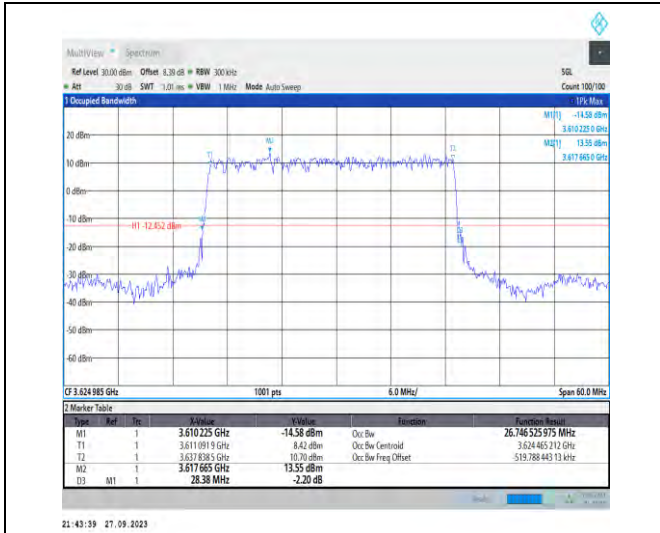 MultiView Spectrum
Ref Level 30.00 dBm Offset 8.39 dB RBW 300 kHz SGL
Att 30 dB SWT 1.01 ms VBW 1 MHz Mode Auto Sweep Count 100/100
1 Occupied Bandwidth 1Pk Max
M1[1] -14.58 dBm
3.610 225 0 GHz
M2[1] 13.55 dBm
3.617 665 0 GHz
20 dBm
M2
T1
T2
10 dBm
0 dBm
-10 dBm
H1 -12.452 dBm
-20 dBm
-30 dBm
-40 dBm
-50 dBm
-60 dBm
CF 3.624 985 GHz 1001 pts 6.0 MHz/ Span 60.0 MHz
2 Marker Table
Type Ref Trc X-Value Y-Value Function Function Result
M1 1 3.610 225 GHz -14.58 dBm Occ Bw 26.746 525 975 MHz
T1 1 3.611 091 9 GHz 8.42 dBm Occ Bw Centroid 3.624 465 212 GHz
T2 1 3.637 838 5 GHz 10.70 dBm Occ Bw Freq Offset -519.788 443 13 kHz
M2 1 3.617 665 GHz 13.55 dBm
D3 M1 1 28.38 MHz -2.20 dB
21:43:39 27.09.2023